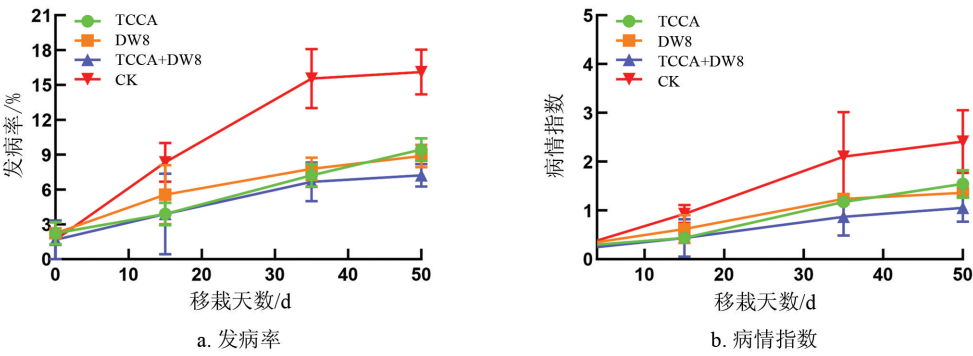 21
18
15
12
9
6
3
0
发病率/%
TCCA
DW8
TCCA+DW8
CK
0 10 20 30 40 50
移栽天数/d
a. 发病率
5
4
3
2
1
0
病情指数
TCCA
DW8
TCCA+DW8
CK
10 20 30 40 50
移栽天数/d
b. 病情指数